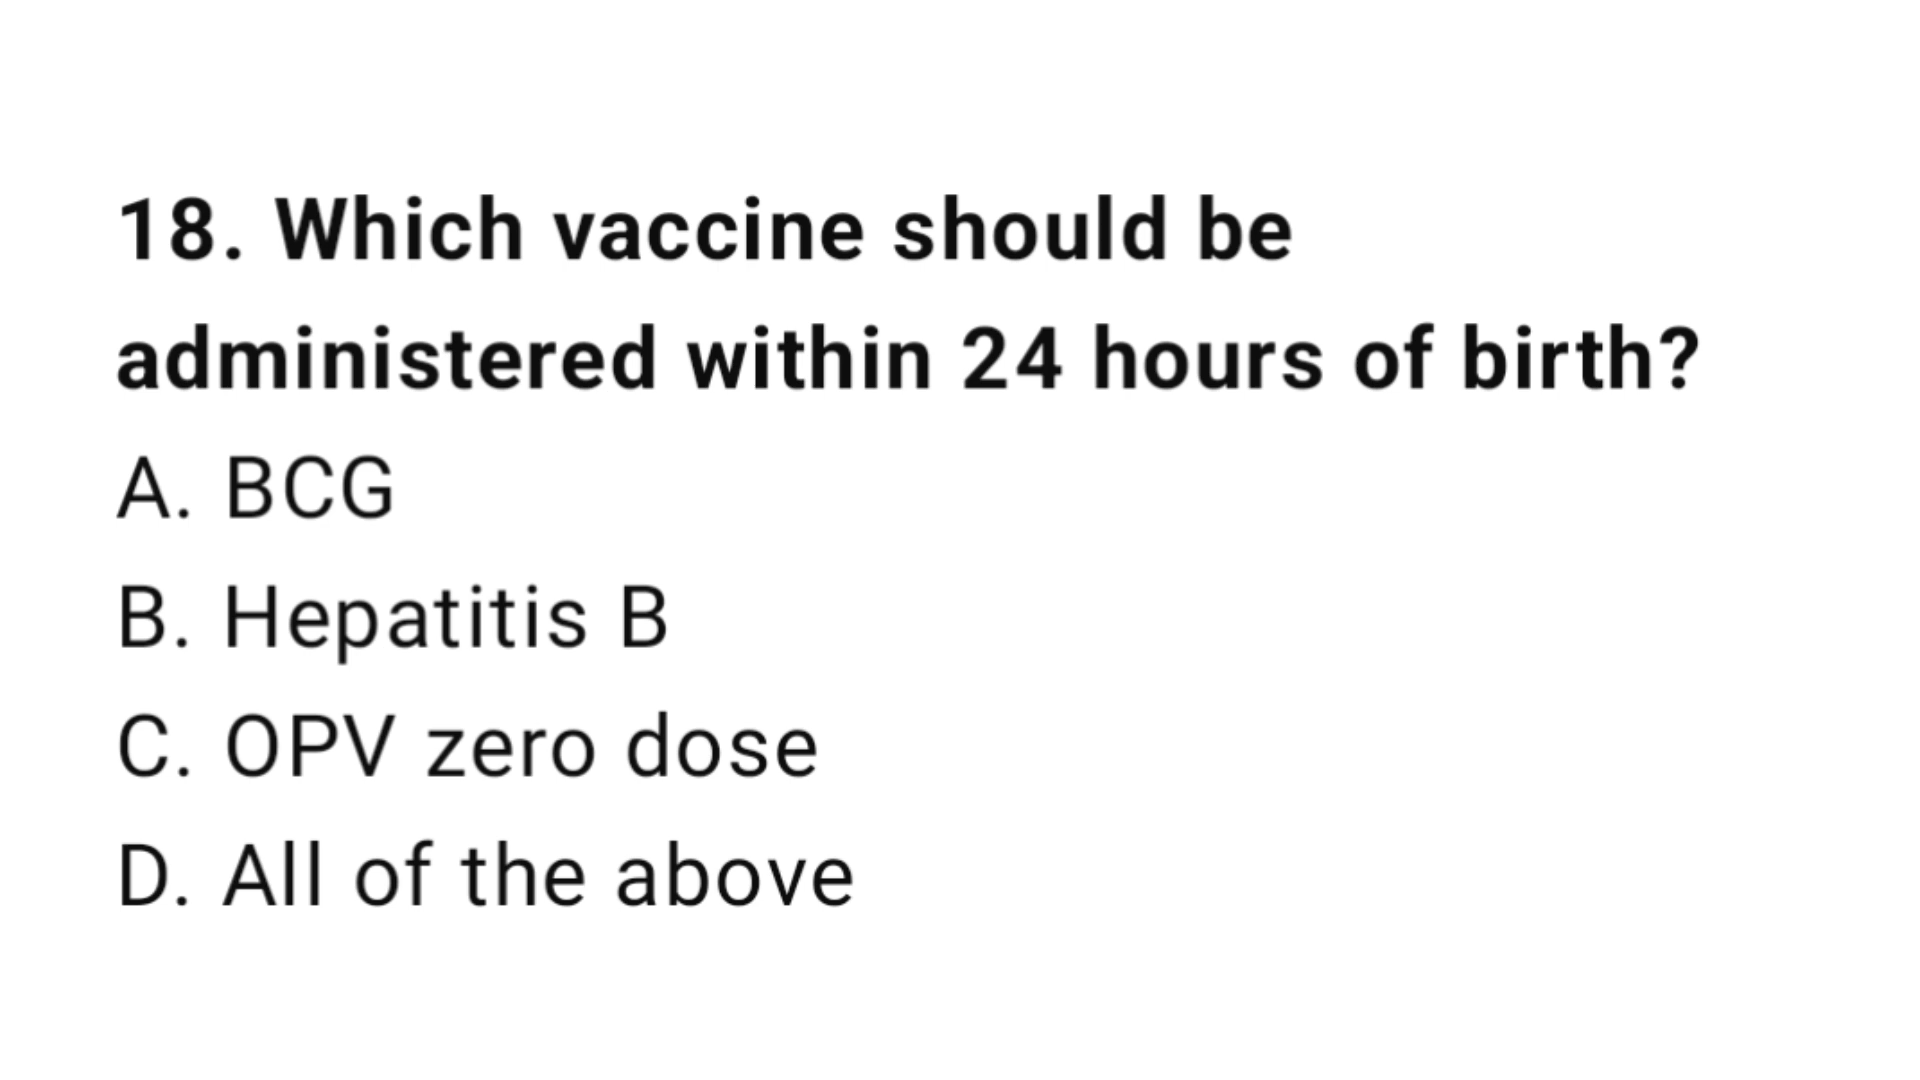 18. Which vaccine should be
administered within 24 hours of birth?
A. BCG
B. Hepatitis B
C. OPV zero dose
D. All of the above